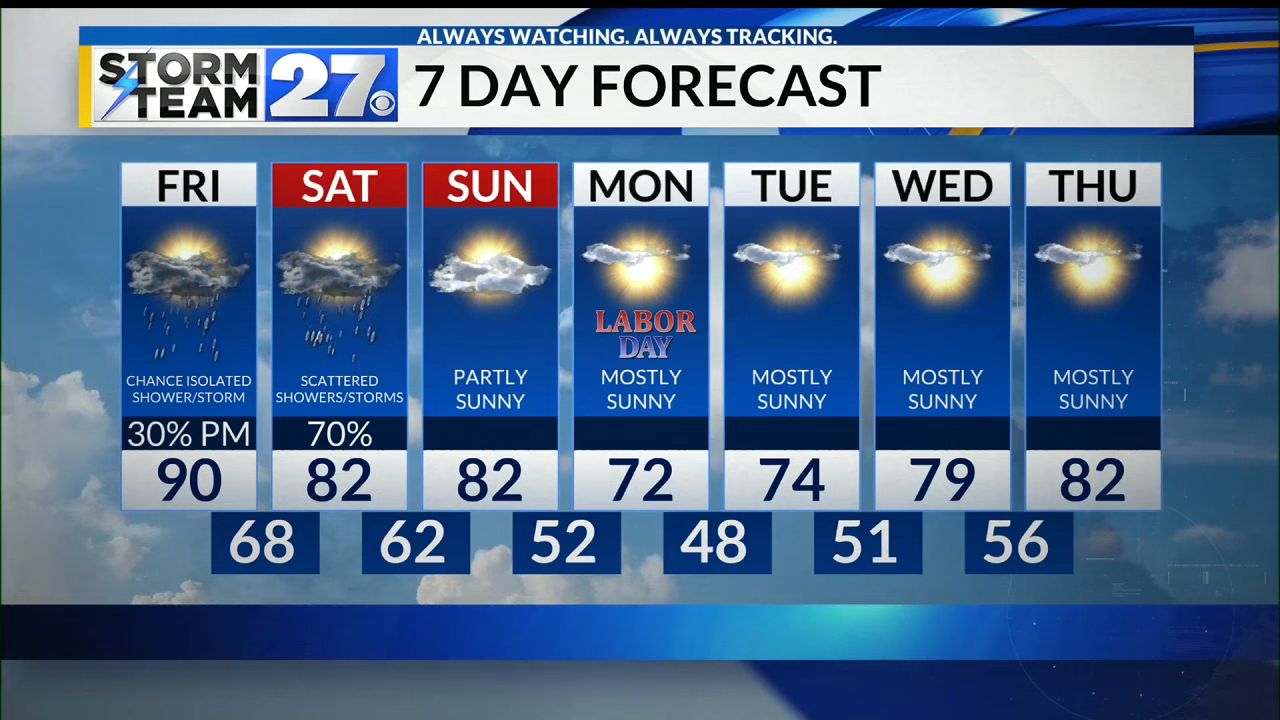 ALWAYS WATCHING. ALWAYS TRACKING.
STORM
TEAM
27
7 DAY FORECAST
FRI
SAT
SUN
MON
TUE
WED
THU
LABOR
DAY
CHANCE ISOLATED
SHOWER/STORM
SCATTERED
SHOWERS/STORMS
PARTLY
SUNNY
MOSTLY
SUNNY
MOSTLY
SUNNY
MOSTLY
SUNNY
MOSTLY
SUNNY
30% PM
70%
90
82
82
72
74
79
82
68
62
52
48
51
56